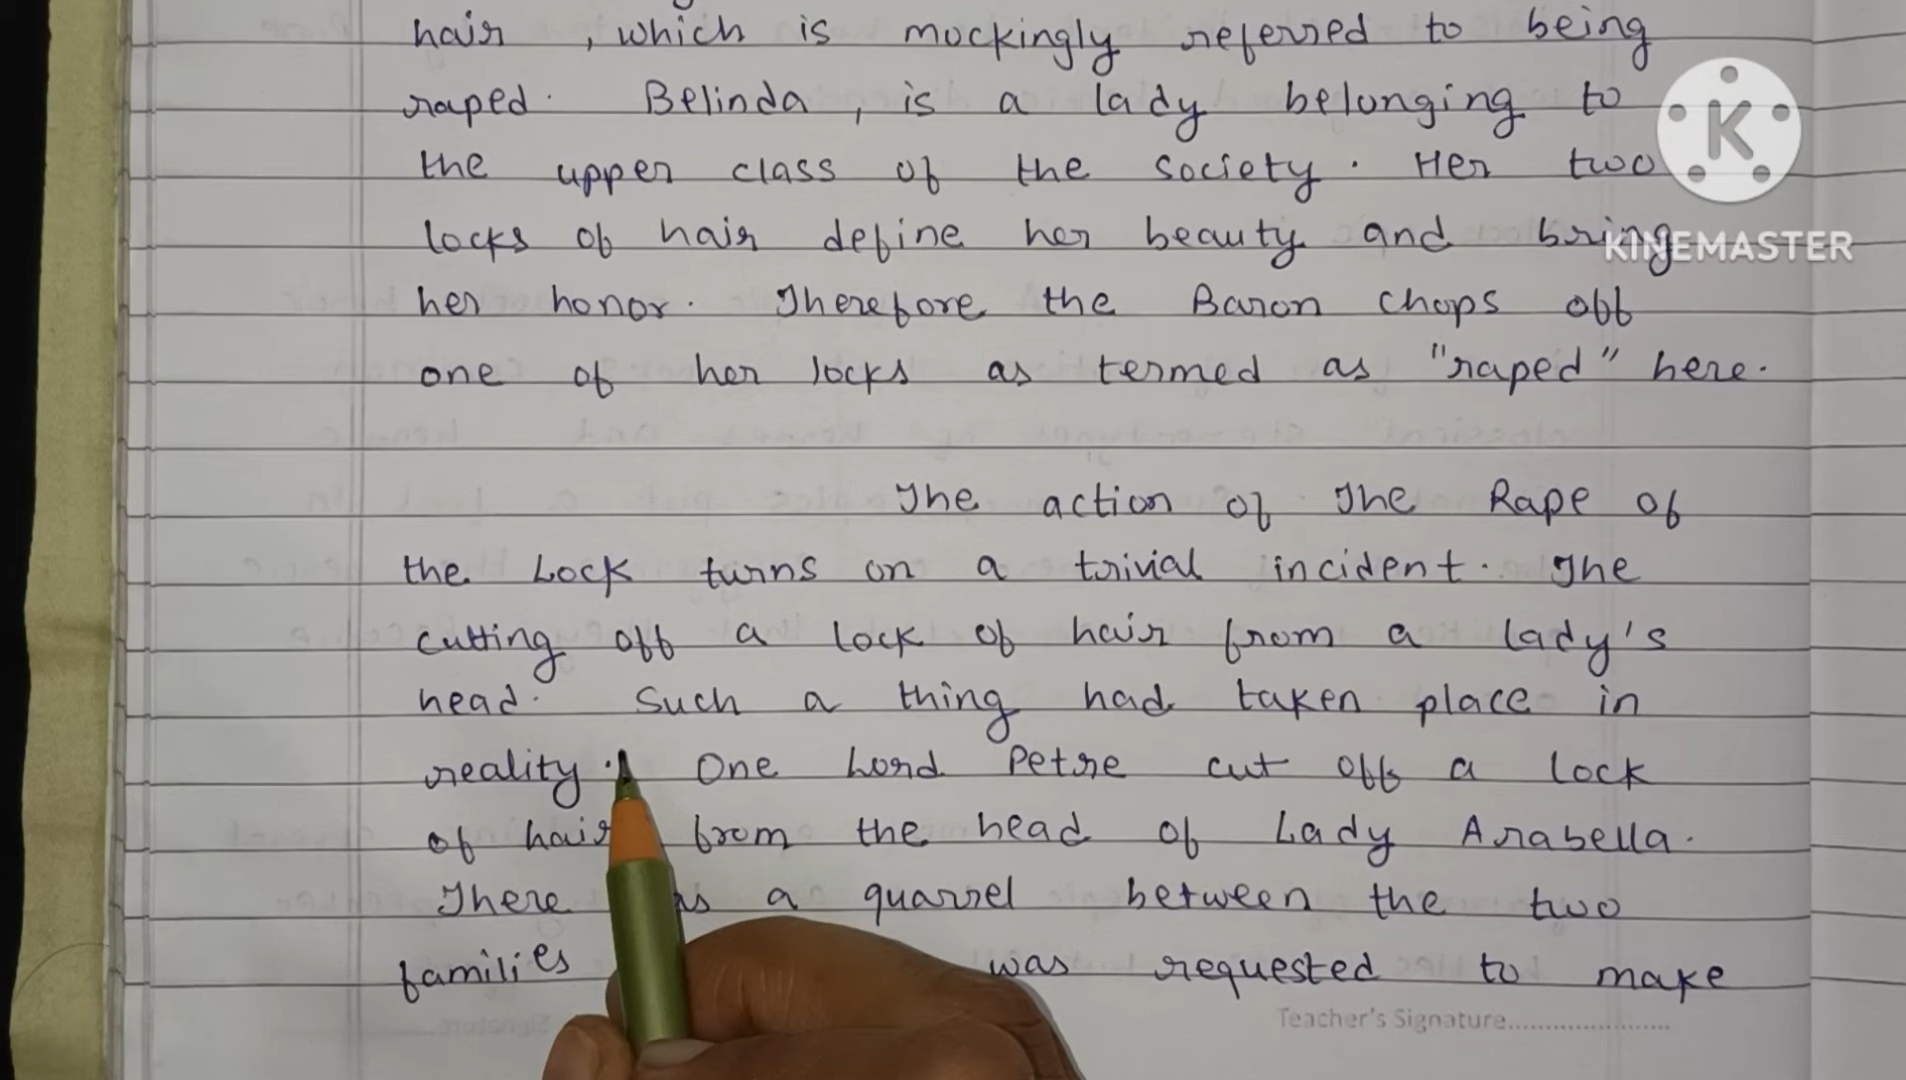 hair , which is mockingly referred to being
raped. Belinda, is a lady belonging to
the upper class of the society. Her two
locks of hair define her beauty and bring
her honor. Therefore the Baron chops off
one of her locks as termed as "raped" here.
The action of The Rape of
the Lock turns on a trivial incident. The
cutting off a lock of hair from a lady's
head. Such a thing had taken place in
reality. One Lord Petre cut off a lock
of hair from the head of Lady Arabella.
There as a quarrel between the two
families was requested to make
Teacher's Signature
K
KINEMASTER